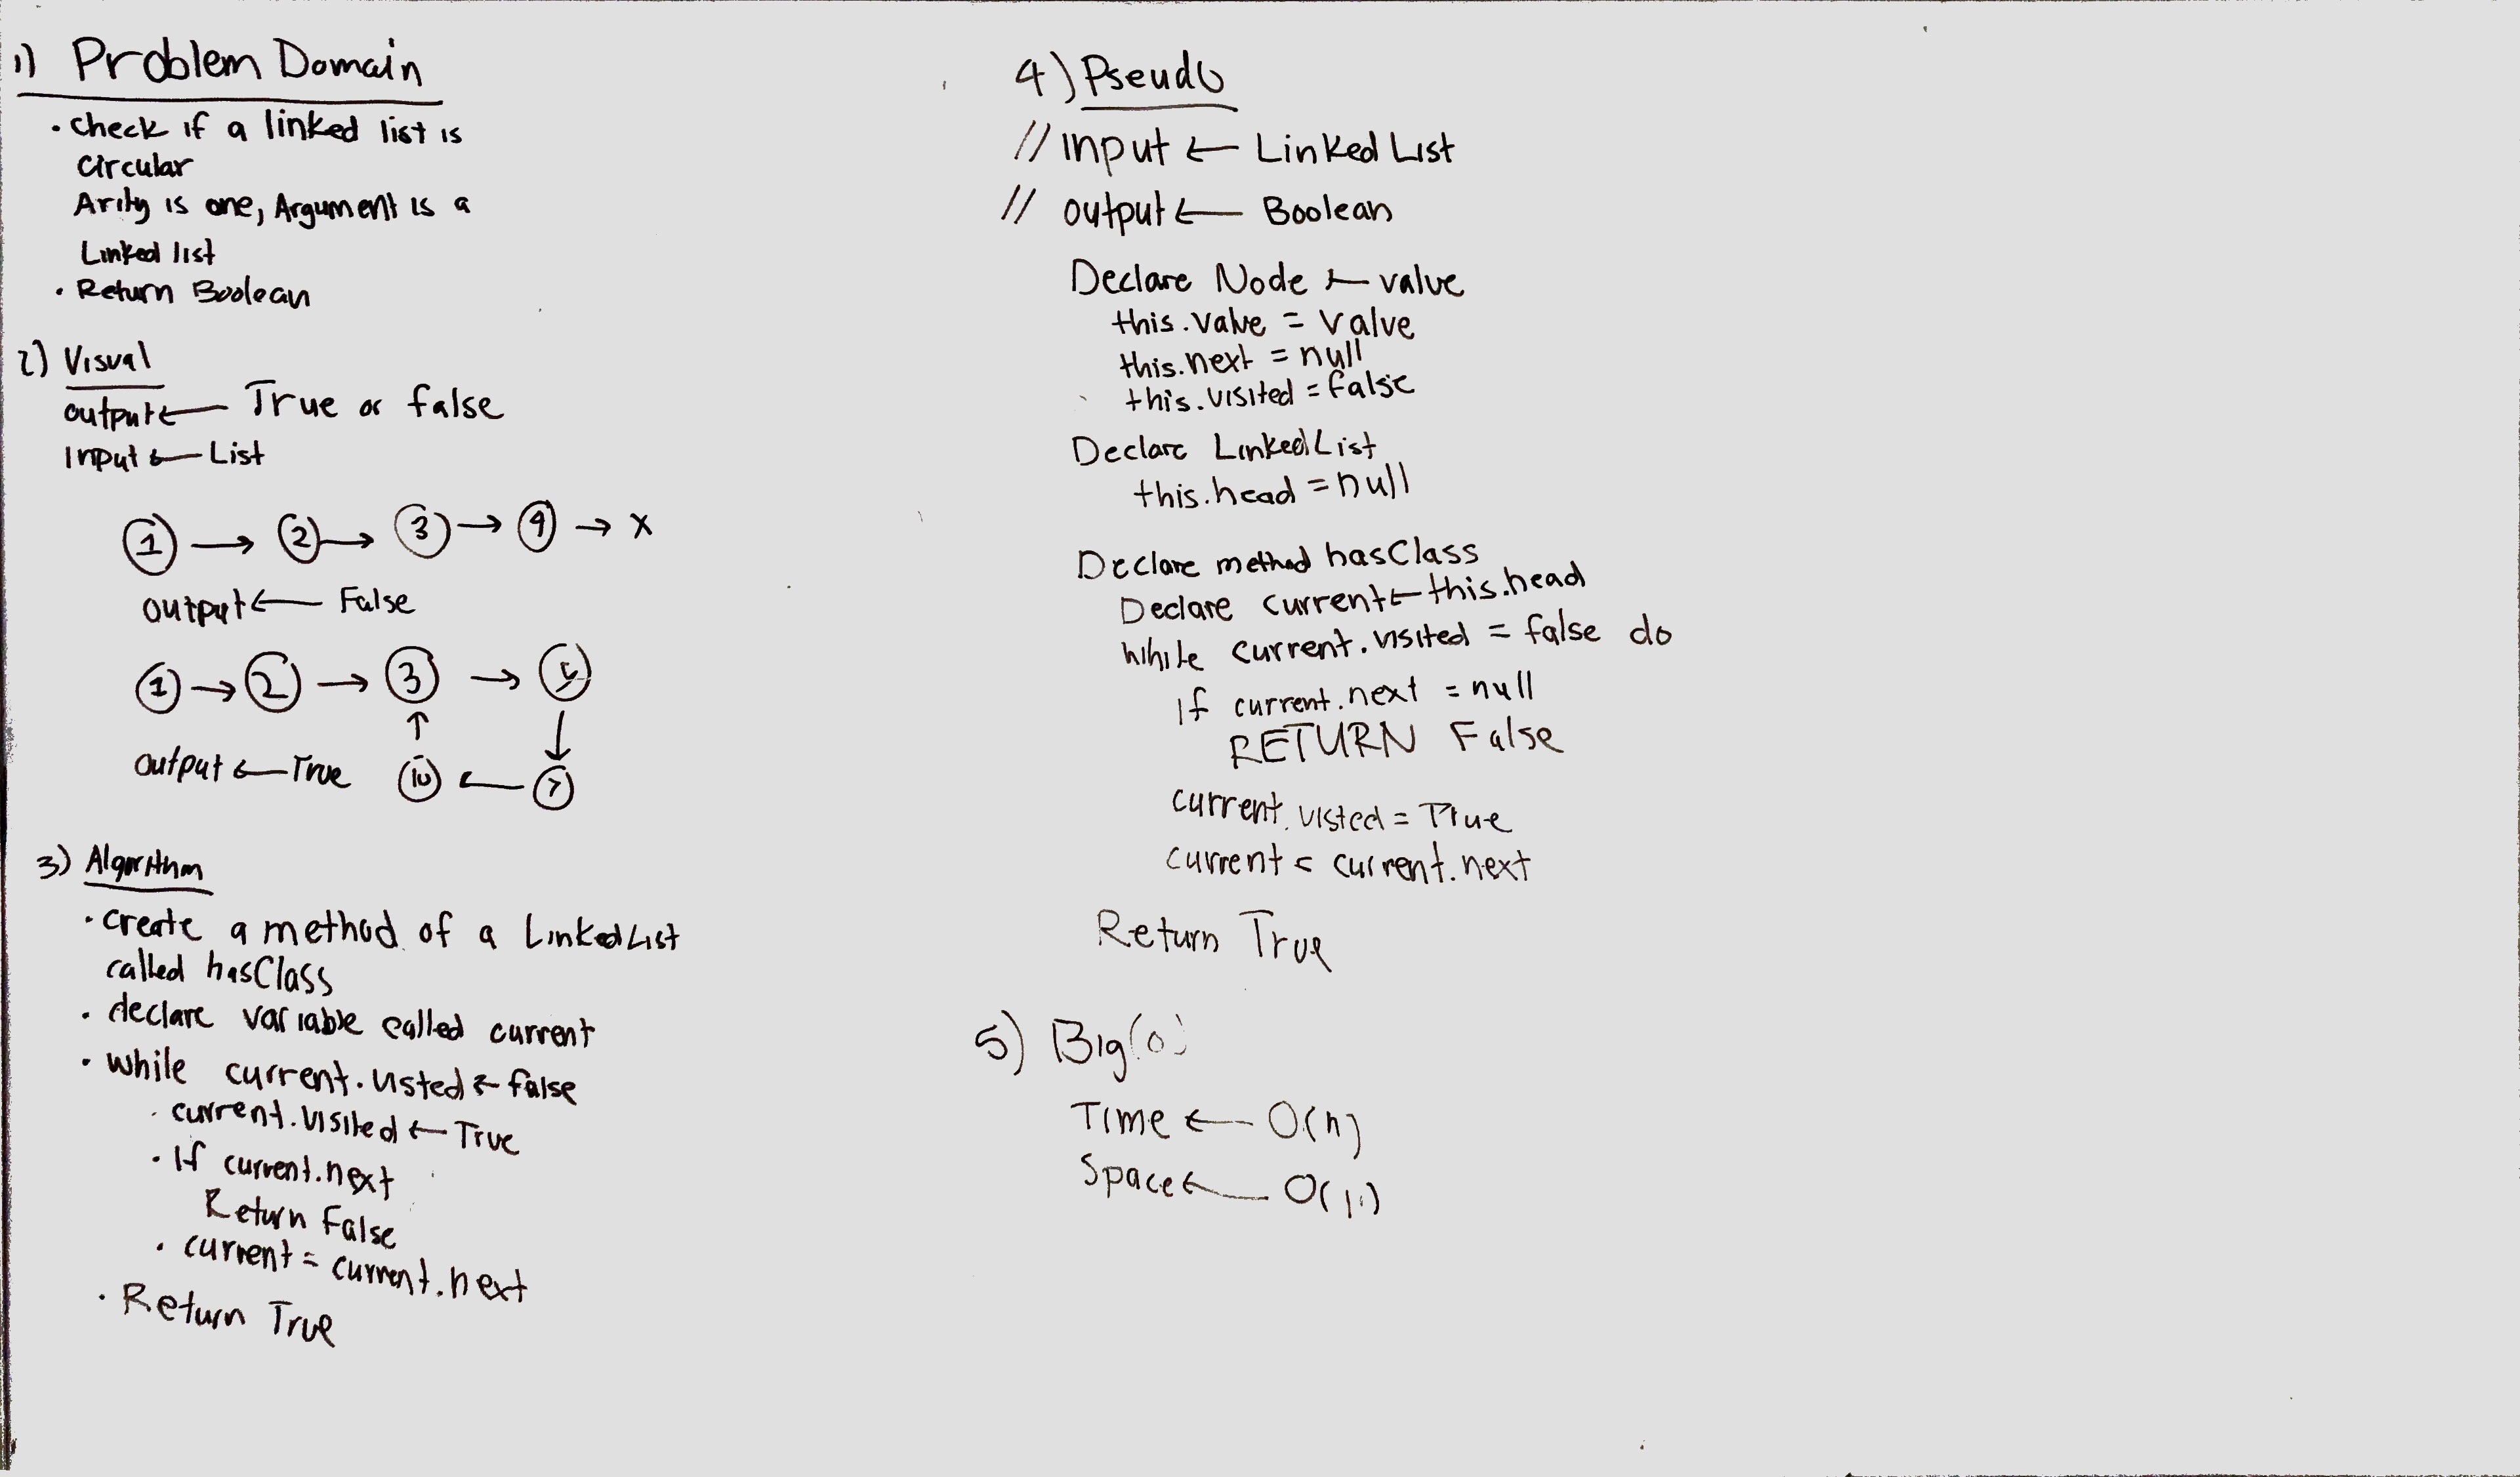 1) Problem Domain
• Check if a linked list is
Circular
Arity is one, Argument is a
Linked list
• Return Boolean
2) Visual
output ← True or false
Input ← List
1 → 2 → 3 → 4 → X
output ← False
1 → 2 → 3 →
↑ ↓
output ← True ←
3) Algorithm
• create a method of a LinkedList
called hasClass
• declare variable called current
• while current.visted ← false
• current.visited ← True
• If current.next
Return False
• current = current.next
• Return True
4) Pseudo
// Input ← Linked List
// output ← Boolean
Declare Node ← value
this.value = value
this.next = null
this.visited = false
Declare LinkedList
this.head = null
Declare method hasClass
Declare current ← this.head
while current.visited = false do
If current.next = null
RETURN False
current.visted = True
current = current.next
Return True
5) Big(o)
Time ← O(n)
Space ← O(1)